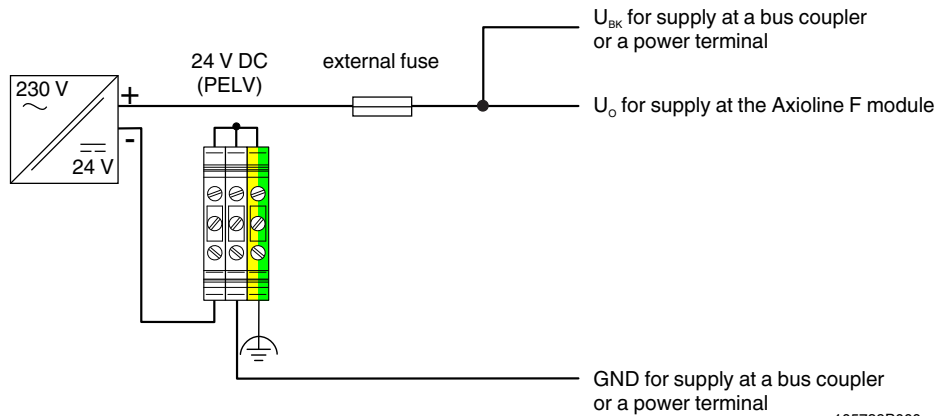 U_BK for supply at a bus coupler
or a power terminal
24 V DC
(PELV)
external fuse
230 V
+
U_O for supply at the Axioline F module
-
24 V
GND for supply at a bus coupler
or a power terminal